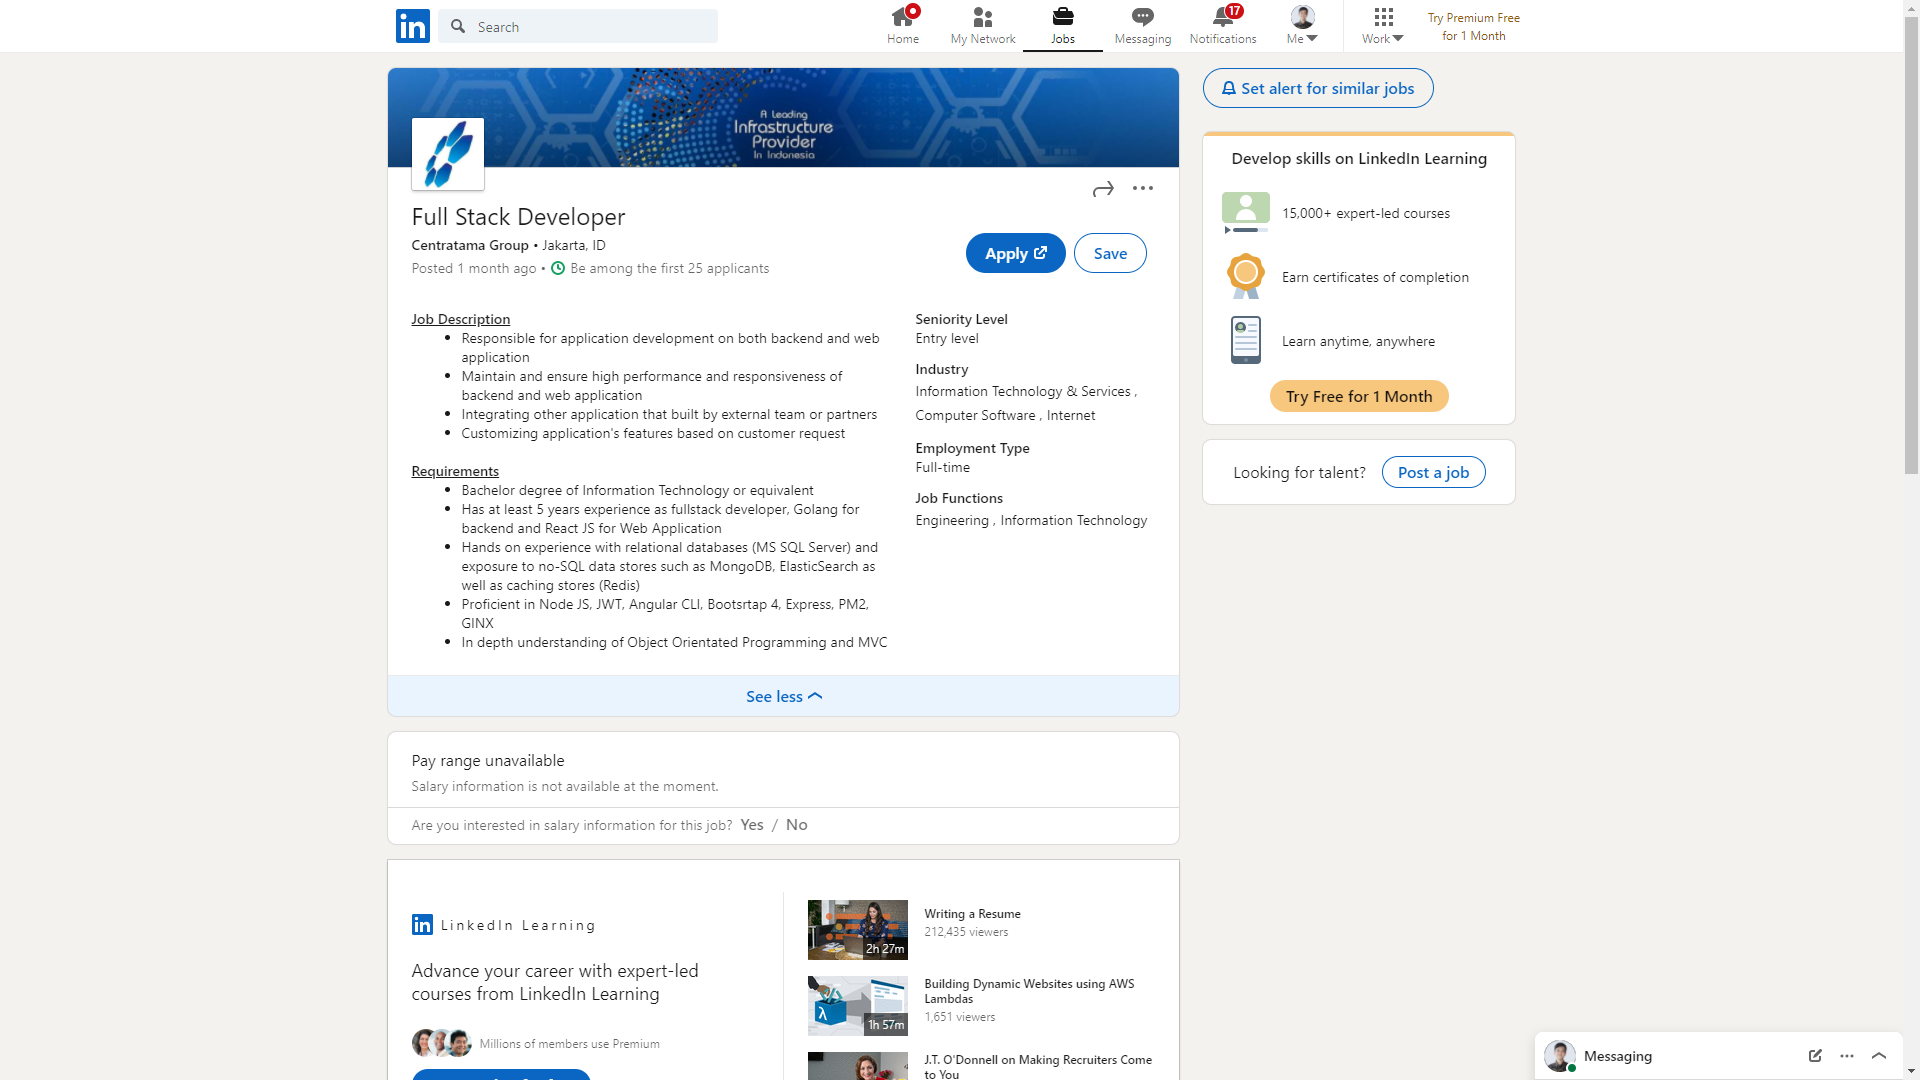 in
Search
Home
My Network
Jobs
Messaging
17
Notifications
Me
Work
Try Premium Free
for 1 Month
A Leading
Infrastructure
Provider
In Indonesia
Full Stack Developer
Centratama Group • Jakarta, ID
Posted 1 month ago • Be among the first 25 applicants
Apply
Save
Job Description
• Responsible for application development on both backend and web
application
• Maintain and ensure high performance and responsiveness of
backend and web application
• Integrating other application that built by external team or partners
• Customizing application's features based on customer request
Requirements
• Bachelor degree of Information Technology or equivalent
• Has at least 5 years experience as fullstack developer, Golang for
backend and React JS for Web Application
• Hands on experience with relational databases (MS SQL Server) and
exposure to no-SQL data stores such as MongoDB, ElasticSearch as
well as caching stores (Redis)
• Proficient in Node JS, JWT, Angular CLI, Bootsrtap 4, Express, PM2,
GINX
• In depth understanding of Object Orientated Programming and MVC
Seniority Level
Entry level
Industry
Information Technology & Services ,
Computer Software , Internet
Employment Type
Full-time
Job Functions
Engineering , Information Technology
See less
Pay range unavailable
Salary information is not available at the moment.
Are you interested in salary information for this job? Yes / No
in LinkedIn Learning
Advance your career with expert-led
courses from LinkedIn Learning
Millions of members use Premium
2h 27m
Writing a Resume
212,435 viewers
1h 57m
Building Dynamic Websites using AWS
Lambdas
1,651 viewers
J.T. O'Donnell on Making Recruiters Come
to You
Set alert for similar jobs
Develop skills on LinkedIn Learning
15,000+ expert-led courses
Earn certificates of completion
Learn anytime, anywhere
Try Free for 1 Month
Looking for talent?
Post a job
Messaging